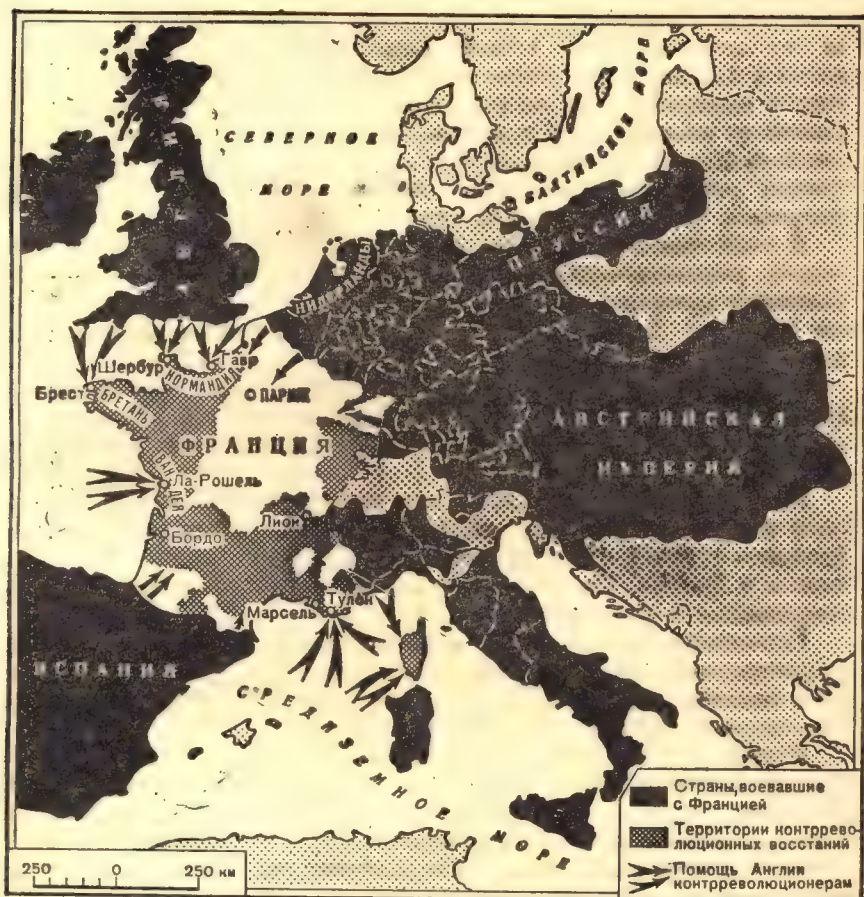 СЕВЕРНОЕ
МОРЕ
БАЛТИЙСКОЕ МОРЕ
ПРУССИЯ
НИДЕРЛАНДЫ
Шербур
Гавр
НОРМАНДИЯ
Брест
БРЕТАНЬ
ПАРИЖ
ФРАНЦИЯ
АВСТРИЙСКАЯ
ИМПЕРИЯ
ВАНДЕЯ
Ла-Рошель
Бордо
Лион
Тулон
Марсель
ИСПАНИЯ
СРЕДИЗЕМНОЕ МОРЕ
Страны, воевавшие
с Францией
Территории контррево-
люционных восстаний
Помощь Англии
контрреволюционерам
250 0 250 км